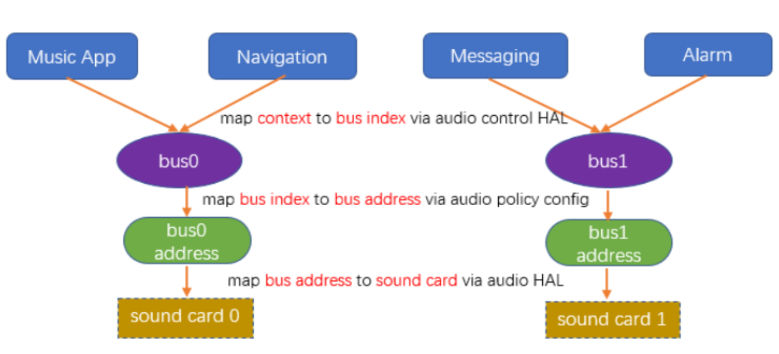 Music App
Navigation
Messaging
Alarm
map context to bus index via audio control HAL
bus0
bus1
map bus index to bus address via audio policy config
bus0
address
bus1
address
map bus address to sound card via audio HAL
sound card 0
sound card 1